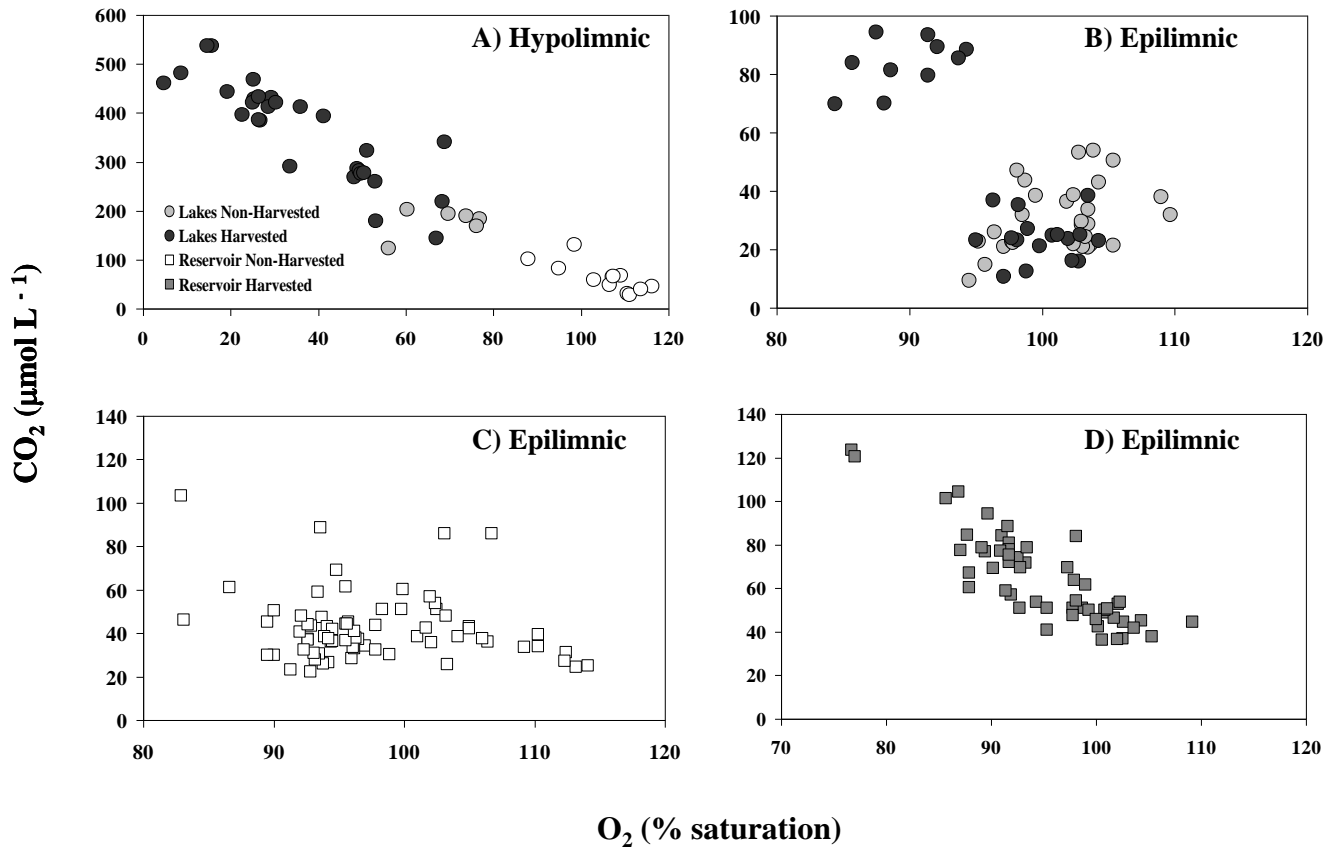 A) Hypolimnic
600
500
400
300
200
100
0
0 20 40 60 80 100 120
Lakes Non-Harvested
Lakes Harvested
Reservoir Non-Harvested
Reservoir Harvested
B) Epilimnic
100
80
60
40
20
0
80 90 100 110 120
CO2 (µmol L - 1)
C) Epilimnic
140
120
100
80
60
40
20
0
80 90 100 110 120
D) Epilimnic
140
120
100
80
60
40
20
0
70 80 90 100 110 120
O2 (% saturation)